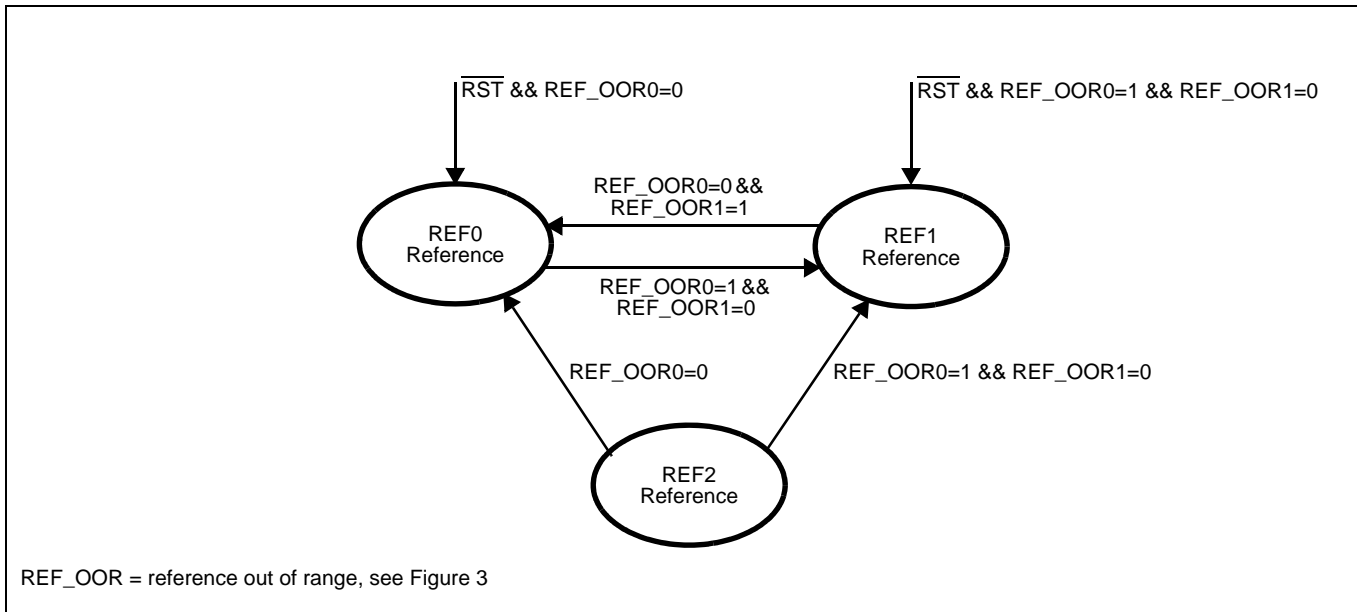 RST && REF_OOR0=0
RST && REF_OOR0=1 && REF_OOR1=0
REF_OOR0=0 &&
REF_OOR1=1
REF0
Reference
REF1
Reference
REF_OOR0=1 &&
REF_OOR1=0
REF_OOR0=0
REF_OOR0=1 && REF_OOR1=0
REF2
Reference
REF_OOR = reference out of range, see Figure 3